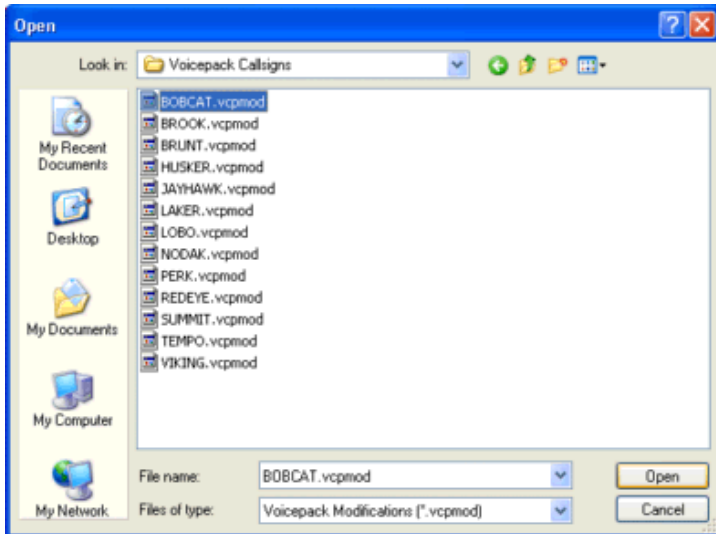 Open
Look in: Voicepack Callsigns
My Recent
Documents
Desktop
My Documents
My Computer
My Network
BOBCAT.vcpmod
BROOK.vcpmod
BRUNT.vcpmod
HUSKER.vcpmod
JAYHAWK.vcpmod
LAKER.vcpmod
LOBO.vcpmod
NODAK.vcpmod
PERK.vcpmod
REDEYE.vcpmod
SUMMIT.vcpmod
TEMPO.vcpmod
VIKING.vcpmod
File name: BOBCAT.vcpmod Open
Files of type: Voicepack Modifications (*.vcpmod) Cancel